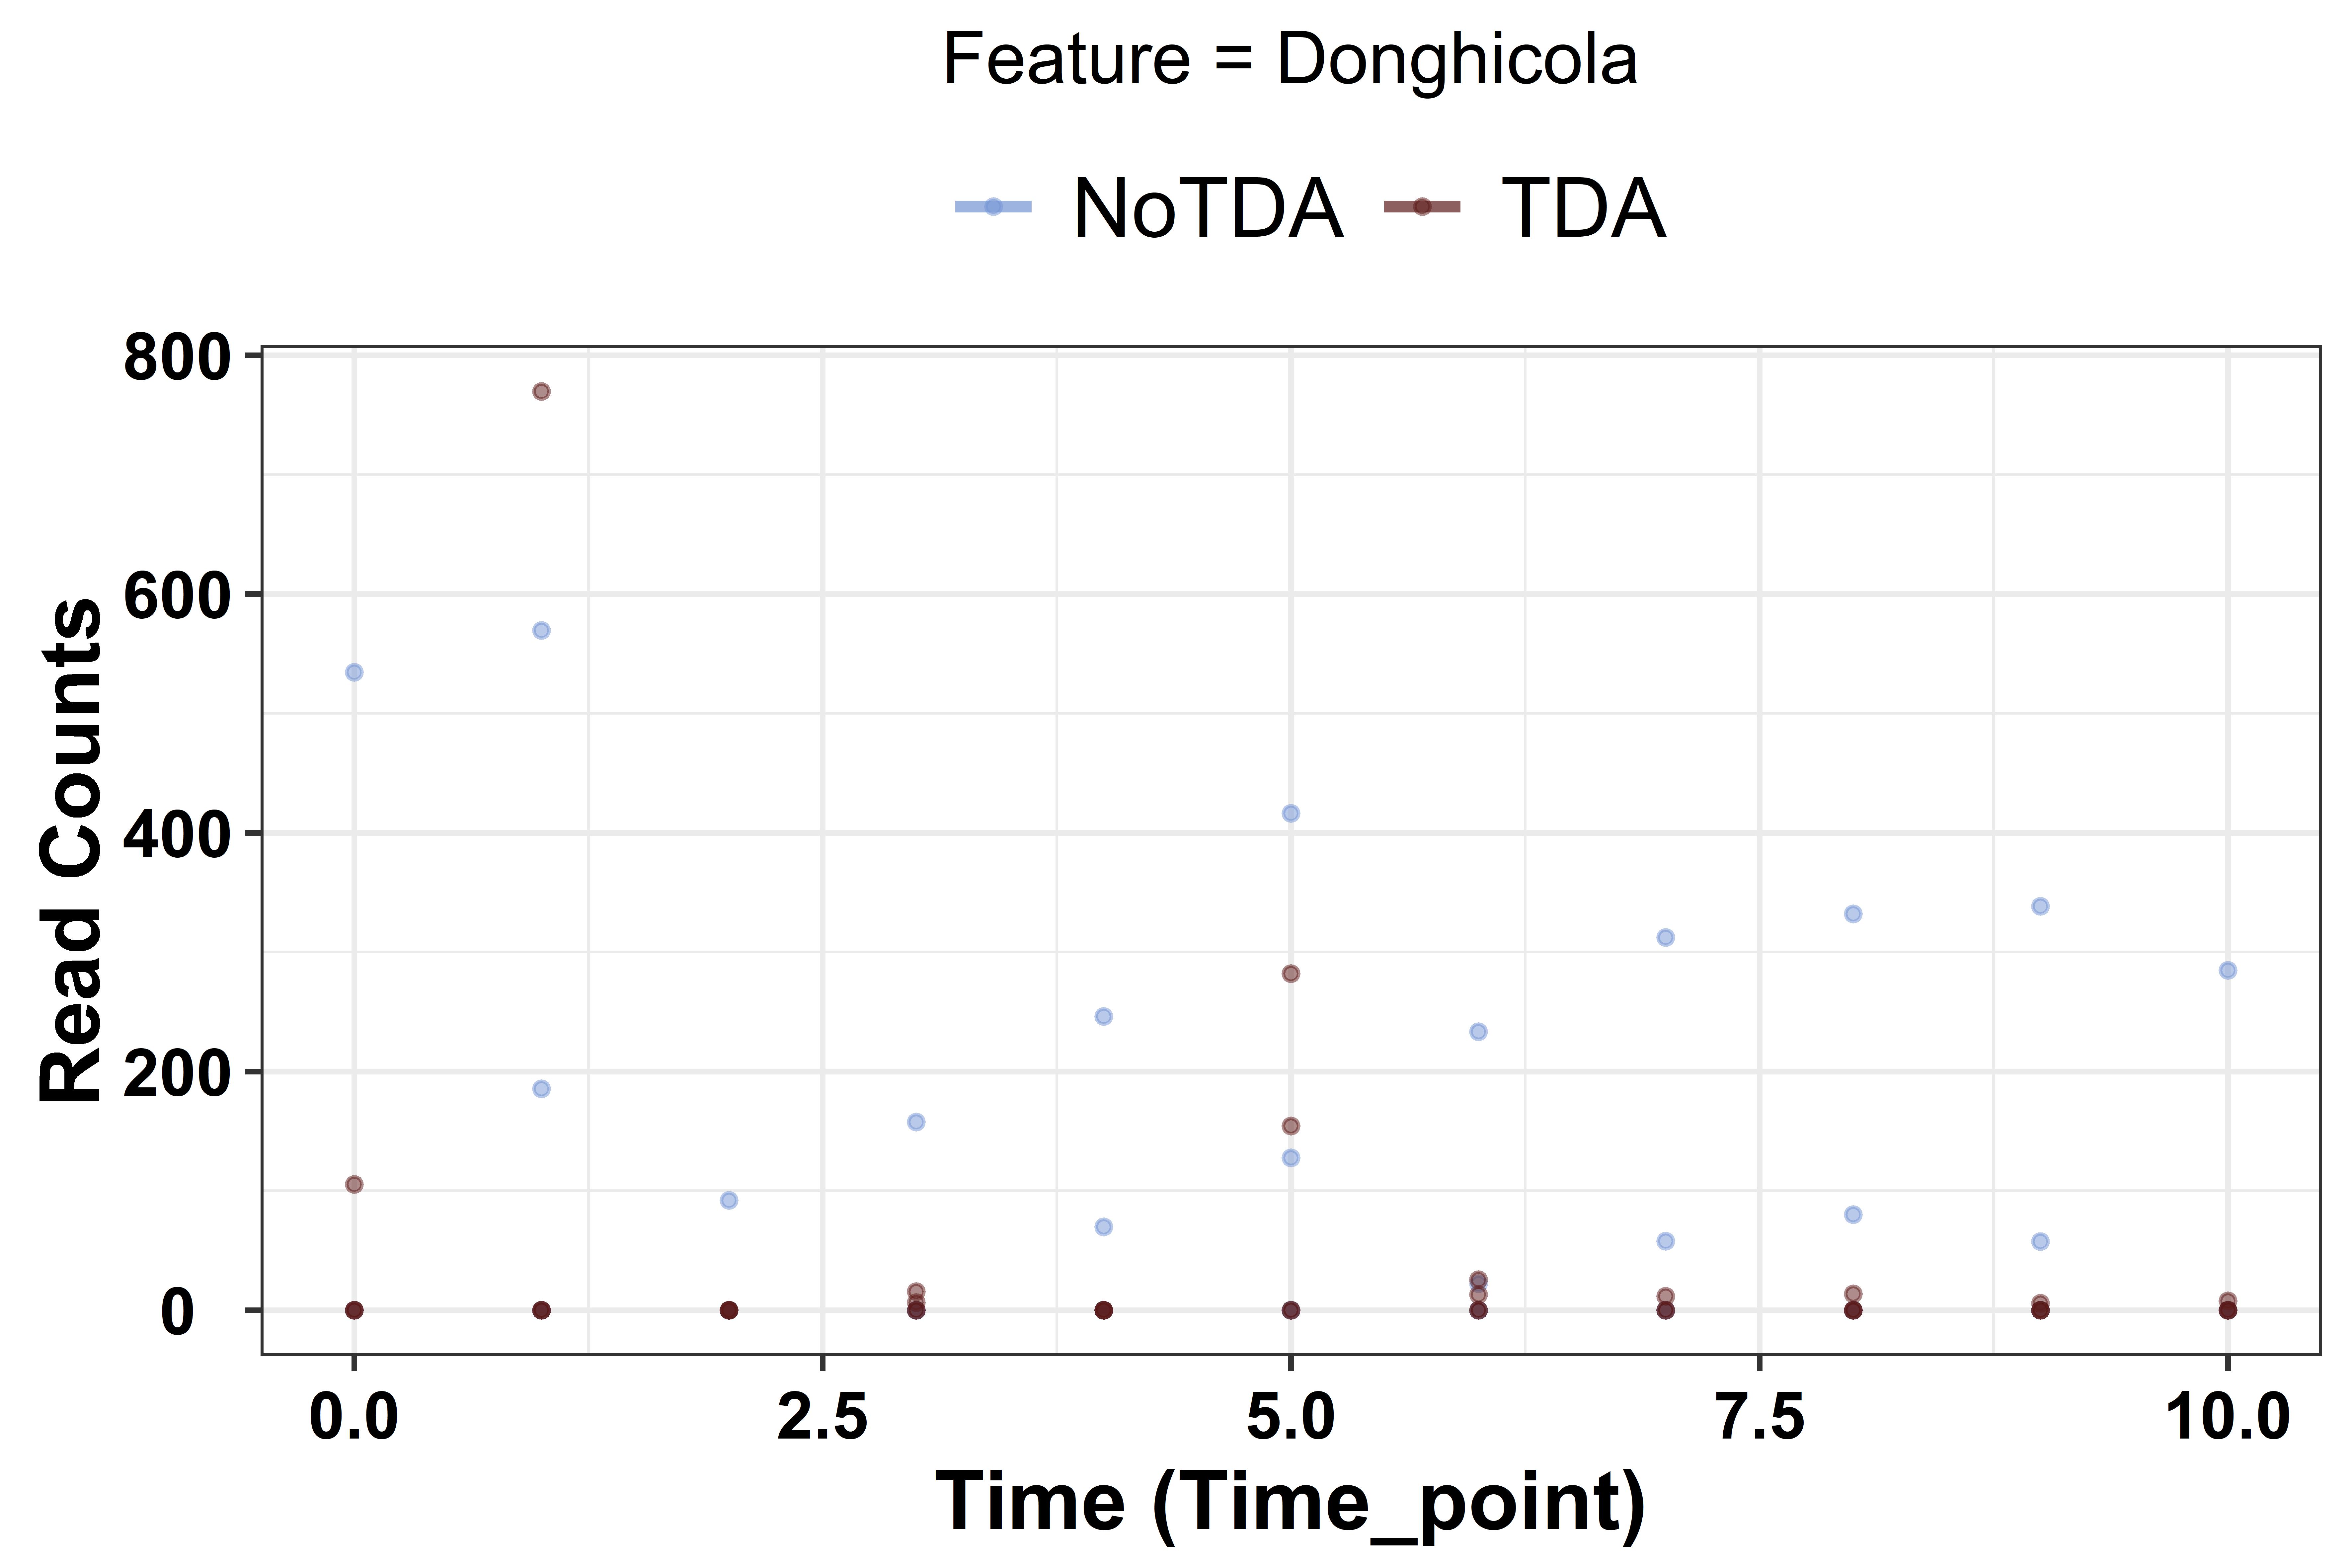 Feature = Donghicola
NoTDA TDA
800
600
400
200
0
Read Counts
0.0 2.5 5.0 7.5 10.0
Time (Time_point)